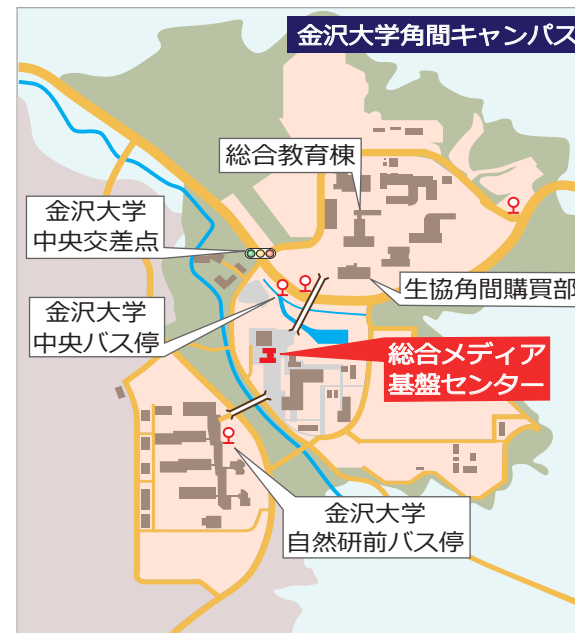 金沢大学角間キャンパス
総合教育棟
金沢大学
中央交差点
生協角間購買部
金沢大学
中央バス停
総合メディア
基盤センター
金沢大学
自然研前バス停